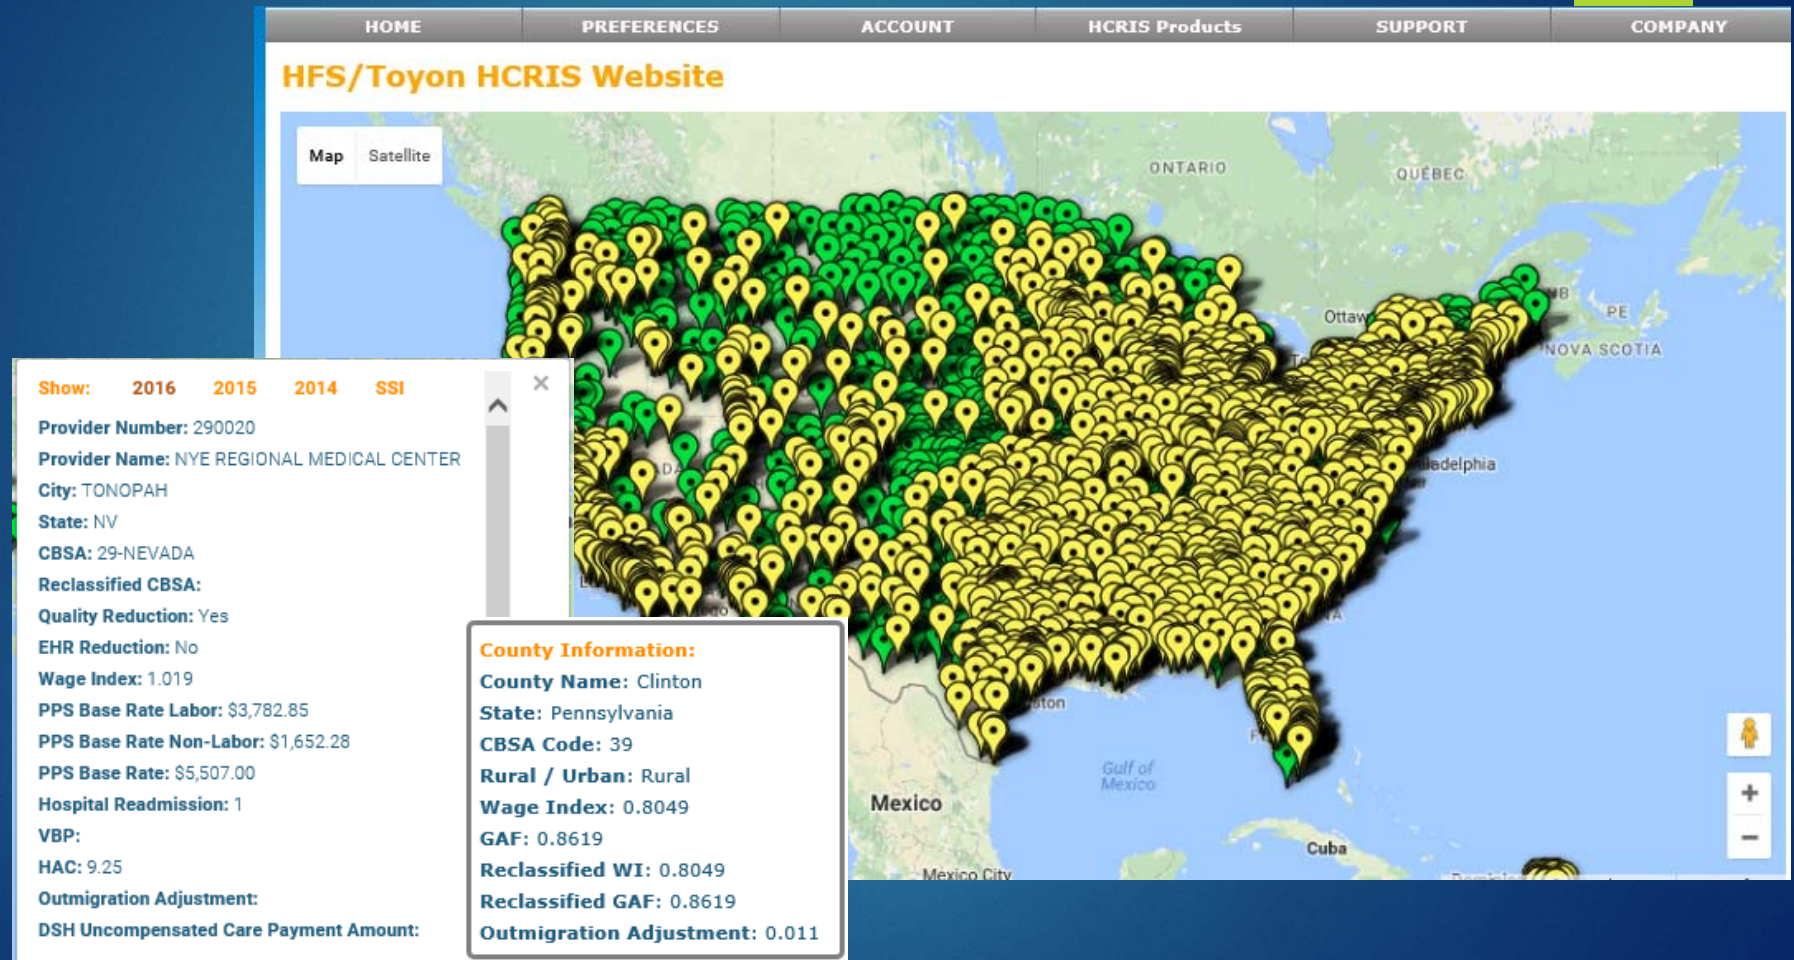 HOME PREFERENCES ACCOUNT HCRIS Products SUPPORT COMPANY
HFS/Toyon HCRIS Website
Map Satellite
ONTARIO
QUÉBEC
NB
PE
Ottaw
NOVA SCOTIA
iladelphia
ston
Gulf of
Mexico
Mexico
Cuba
Mexico City
Show: 2016 2015 2014 SSI
Provider Number: 290020
Provider Name: NYE REGIONAL MEDICAL CENTER
City: TONOPAH
State: NV
CBSA: 29-NEVADA
Reclassified CBSA:
Quality Reduction: Yes
EHR Reduction: No
Wage Index: 1.019
PPS Base Rate Labor: $3,782.85
PPS Base Rate Non-Labor: $1,652.28
PPS Base Rate: $5,507.00
Hospital Readmission: 1
VBP:
HAC: 9.25
Outmigration Adjustment:
DSH Uncompensated Care Payment Amount:
County Information:
County Name: Clinton
State: Pennsylvania
CBSA Code: 39
Rural / Urban: Rural
Wage Index: 0.8049
GAF: 0.8619
Reclassified WI: 0.8049
Reclassified GAF: 0.8619
Outmigration Adjustment: 0.011